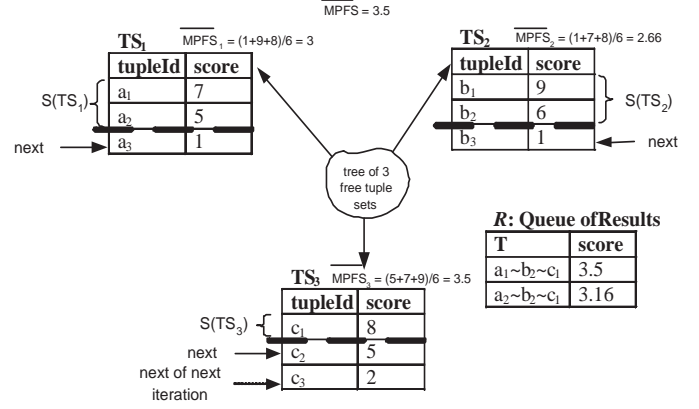 MPFS = 3.5
TS1 MPFS1 = (1+9+8)/6 = 3
tupleId score
a1 7
a2 5
a3 1
S(TS1)
next
TS2 MPFS2 = (1+7+8)/6 = 2.66
tupleId score
b1 9
b2 6
b3 1
S(TS2)
next
tree of 3
free tuple
sets
R: Queue ofResults
T score
a1~b2~c1 3.5
a2~b2~c1 3.16
TS3 MPFS3 = (5+7+9)/6 = 3.5
tupleId score
c1 8
c2 5
c3 2
S(TS3)
next
next of next
iteration